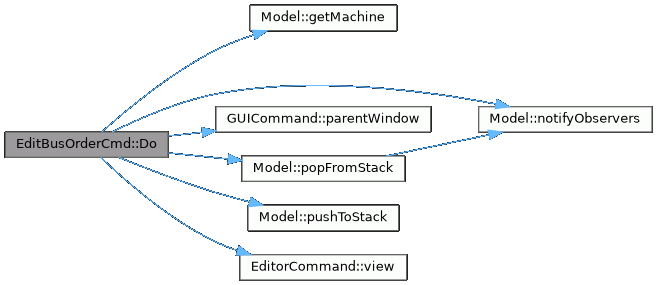 Model::getMachine
EditBusOrderCmd::Do
GUICommand::parentWindow
Model::notifyObservers
Model::popFromStack
Model::pushToStack
EditorCommand::view